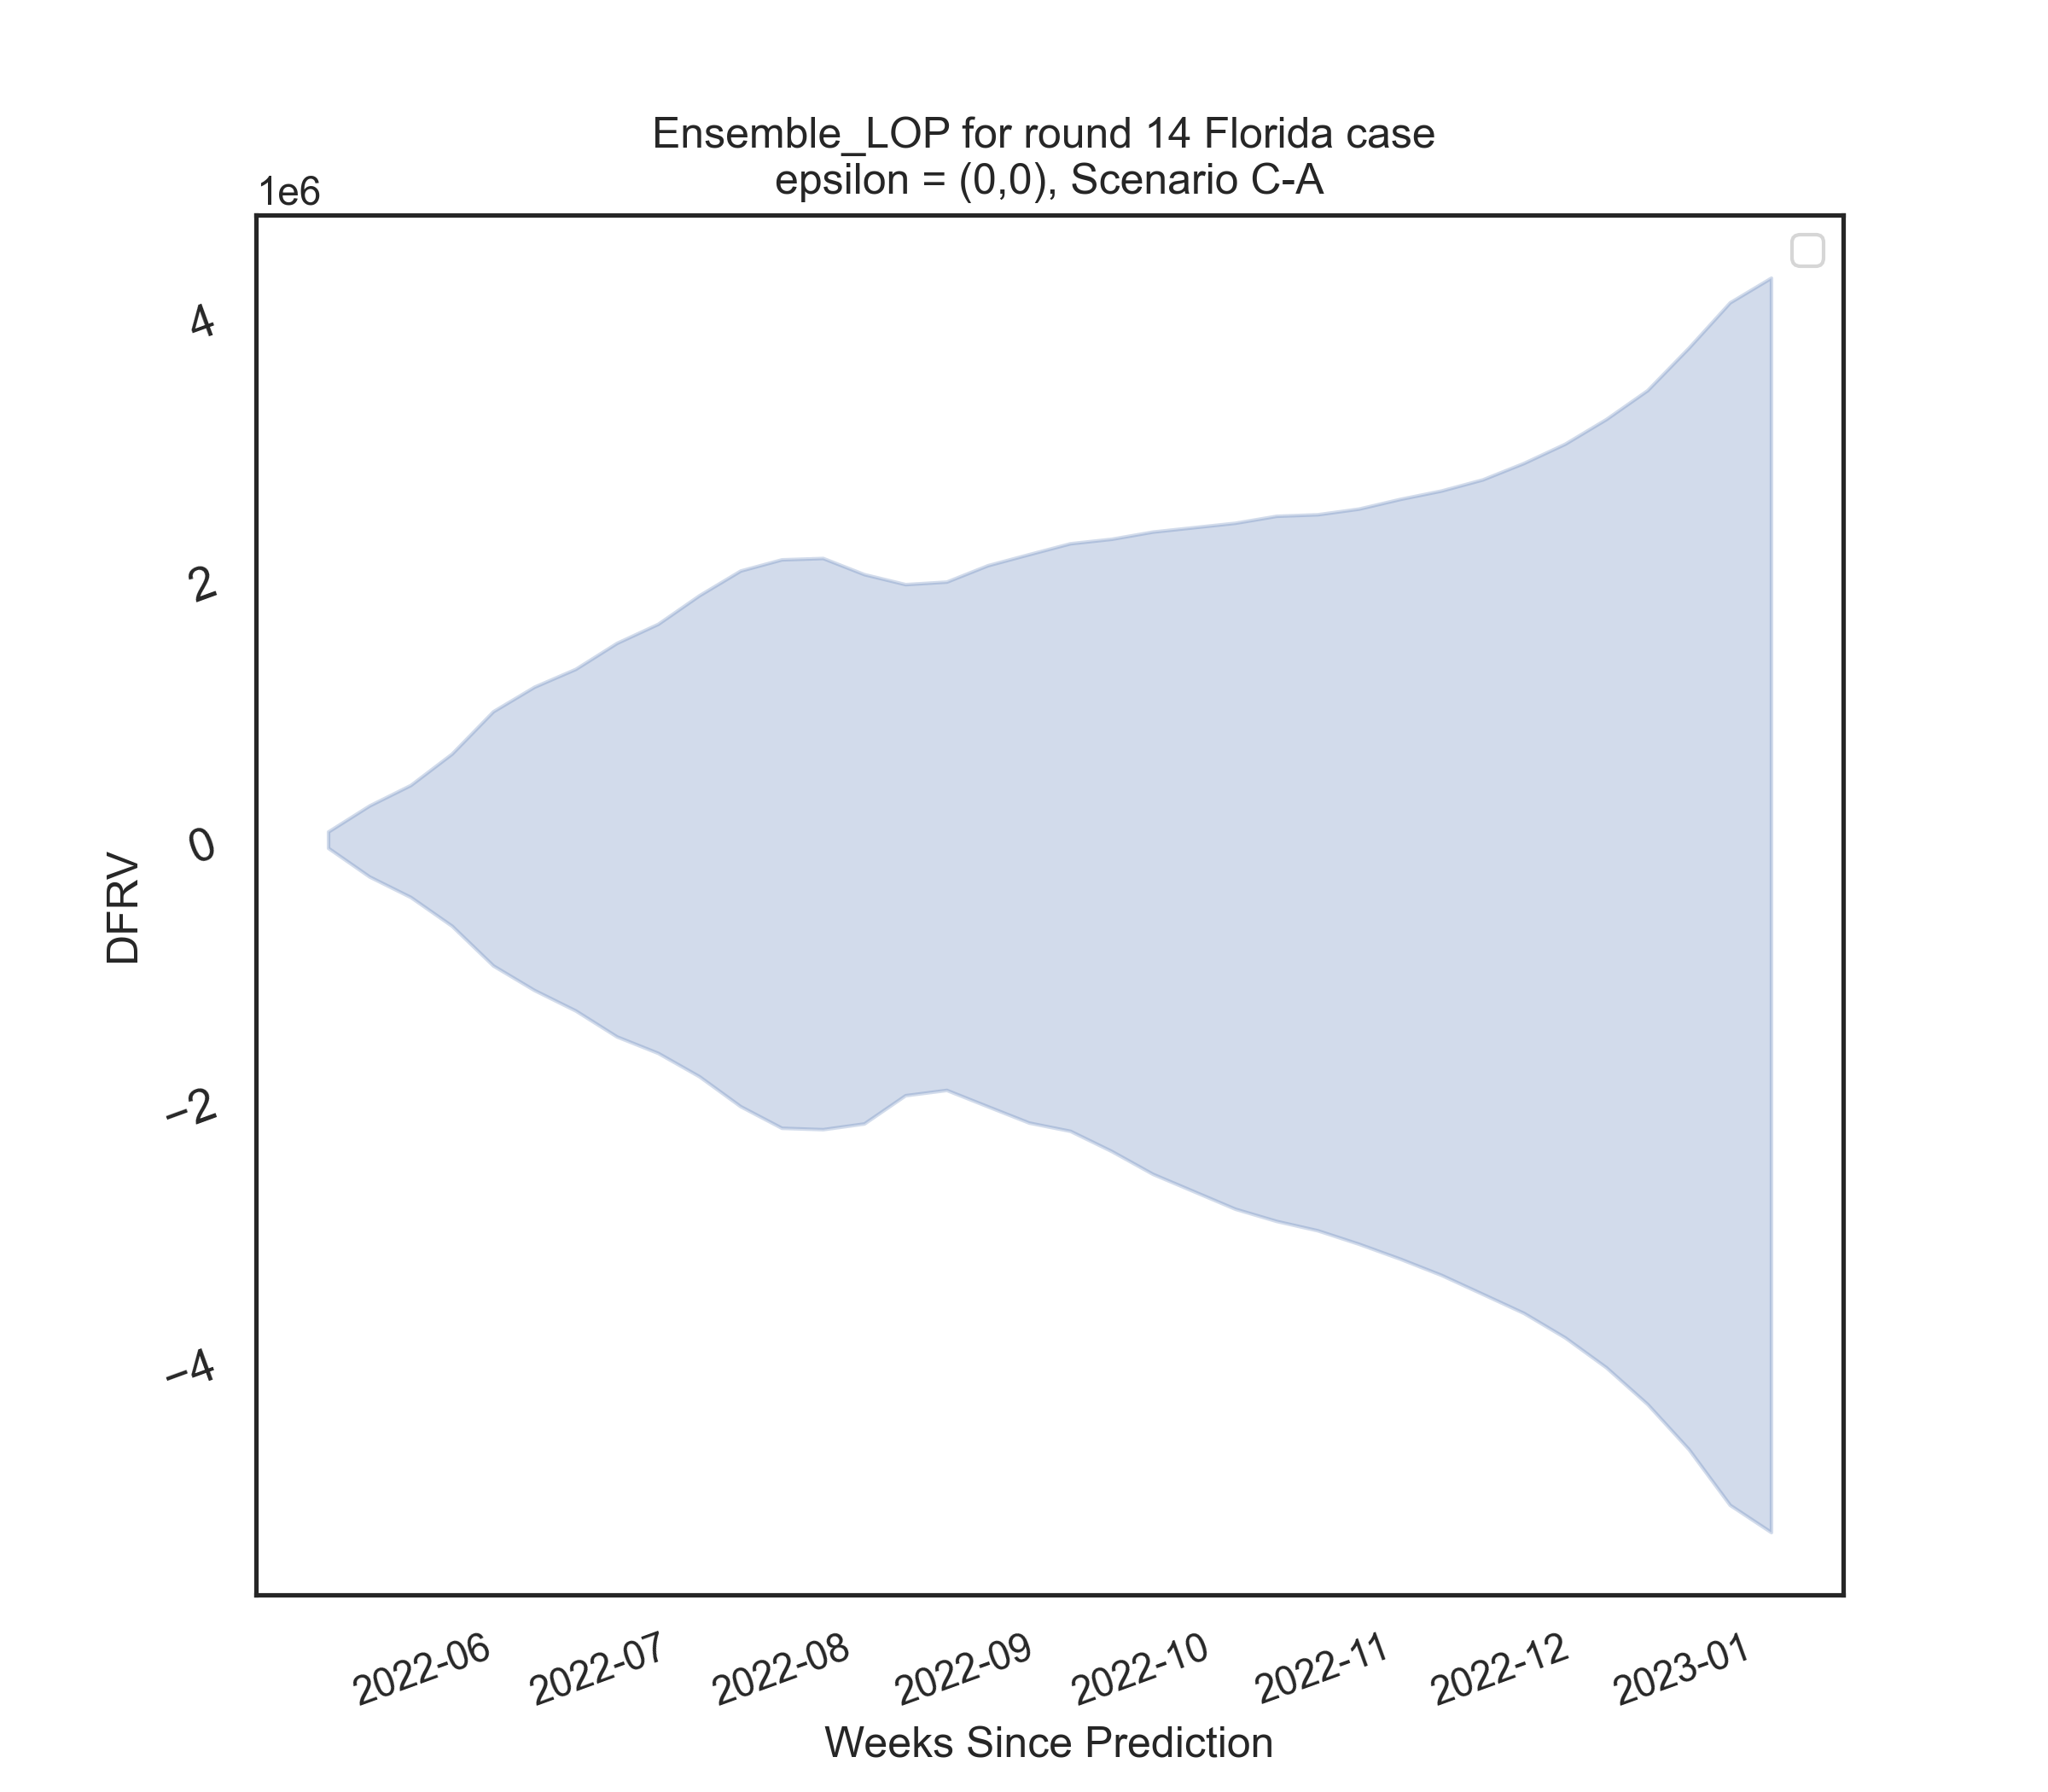 Ensemble_LOP for round 14 Florida case
epsilon = (0,0), Scenario C-A
1e6
4
2
0
−2
−4
DFRV
2022-06
2022-07
2022-08
2022-09
2022-10
2022-11
2022-12
2023-01
Weeks Since Prediction